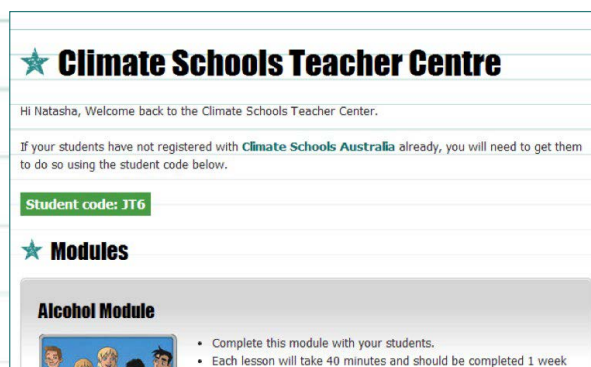 Climate Schools Teacher Centre
Hi Natasha, Welcome back to the Climate Schools Teacher Center.
If your students have not registered with Climate Schools Australia already, you will need to get them
to do so using the student code below.
Student code: JT6
Modules
Alcohol Module
• Complete this module with your students.
• Each lesson will take 40 minutes and should be completed 1 week